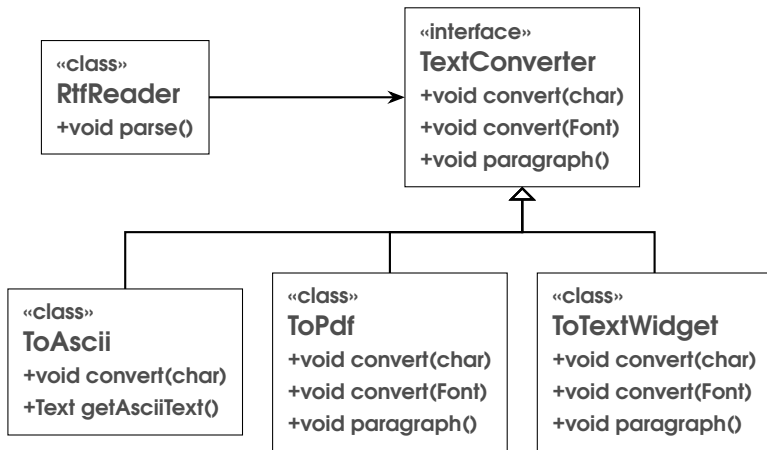 «class»
RtfReader
+void parse()
«interface»
TextConverter
+void convert(char)
+void convert(Font)
+void paragraph()
«class»
ToAscii
+void convert(char)
+Text getAsciiText()
«class»
ToPdf
+void convert(char)
+void convert(Font)
+void paragraph()
«class»
ToTextWidget
+void convert(char)
+void convert(Font)
+void paragraph()